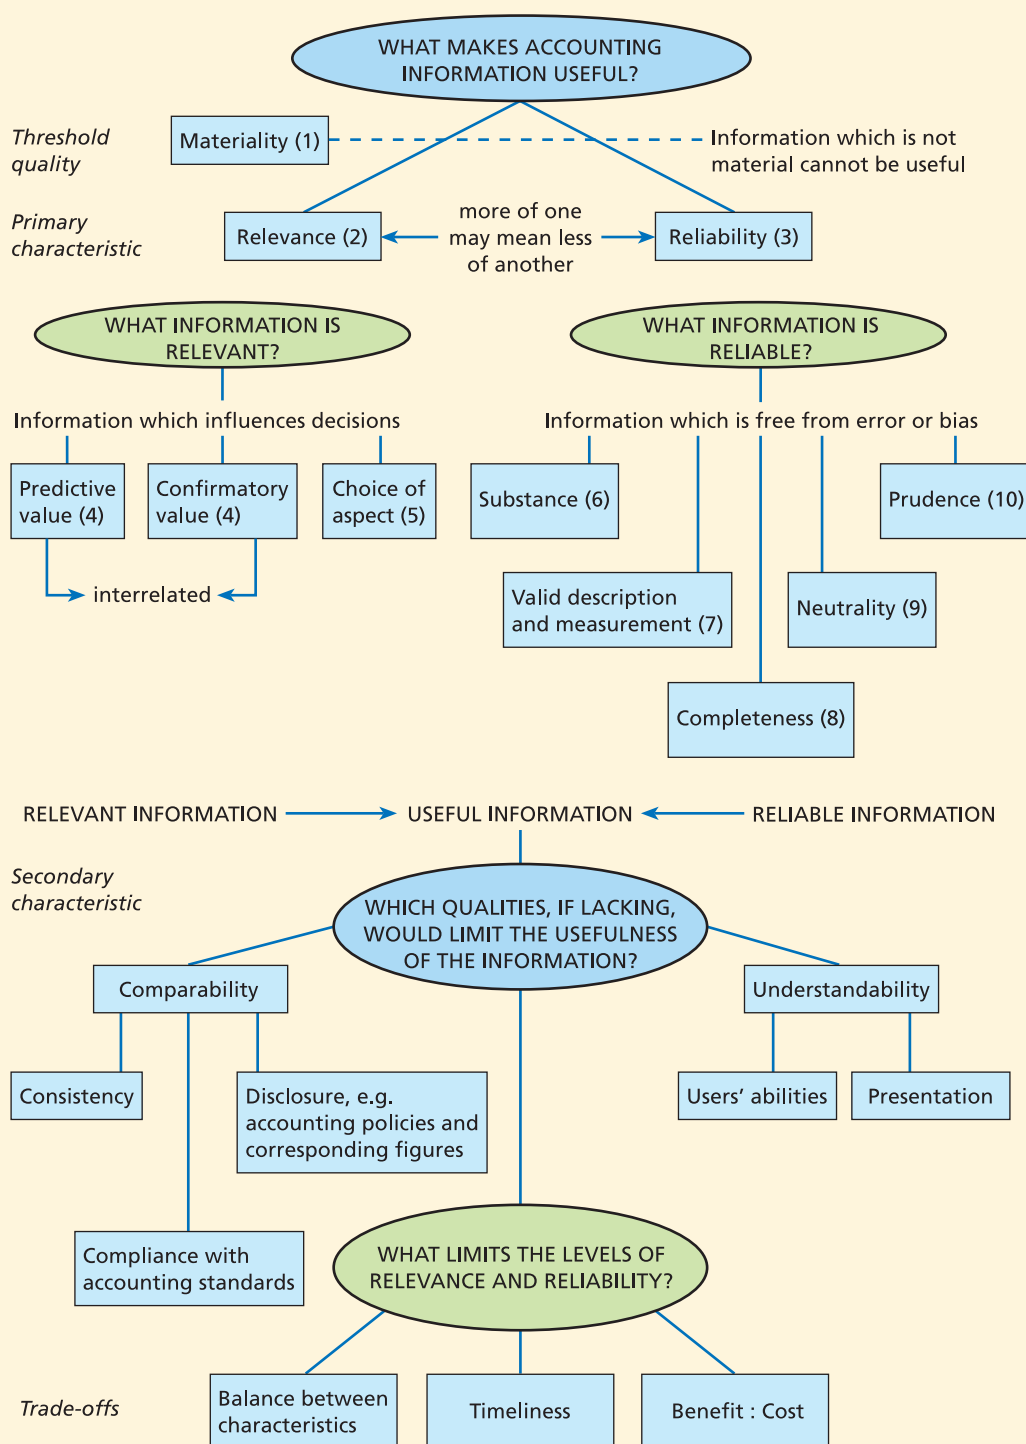 WHAT MAKES ACCOUNTING
INFORMATION USEFUL?
Threshold
quality
Materiality (1)
Information which is not
material cannot be useful
Primary
characteristic
Relevance (2)
more of one
may mean less
of another
Reliability (3)
WHAT INFORMATION IS
RELEVANT?
WHAT INFORMATION IS
RELIABLE?
Information which influences decisions
Information which is free from error or bias
Predictive
value (4)
Confirmatory
value (4)
Choice of
aspect (5)
Substance (6)
Prudence (10)
interrelated
Valid description
and measurement (7)
Neutrality (9)
Completeness (8)
RELEVANT INFORMATION
USEFUL INFORMATION
RELIABLE INFORMATION
Secondary
characteristic
WHICH QUALITIES, IF LACKING,
WOULD LIMIT THE USEFULNESS
OF THE INFORMATION?
Comparability
Understandability
Consistency
Disclosure, e.g.
accounting policies and
corresponding figures
Users' abilities
Presentation
Compliance with
accounting standards
WHAT LIMITS THE LEVELS OF
RELEVANCE AND RELIABILITY?
Trade-offs
Balance between
characteristics
Timeliness
Benefit : Cost